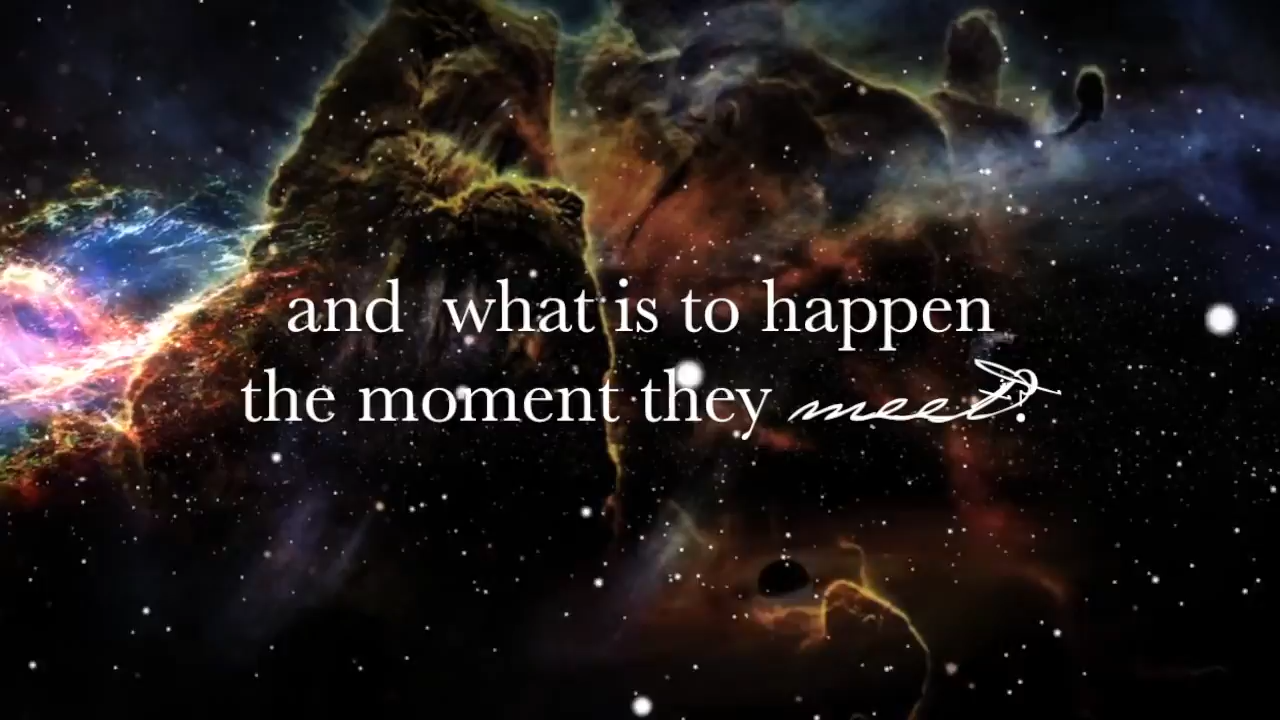 and what is to happen
the moment they meet?